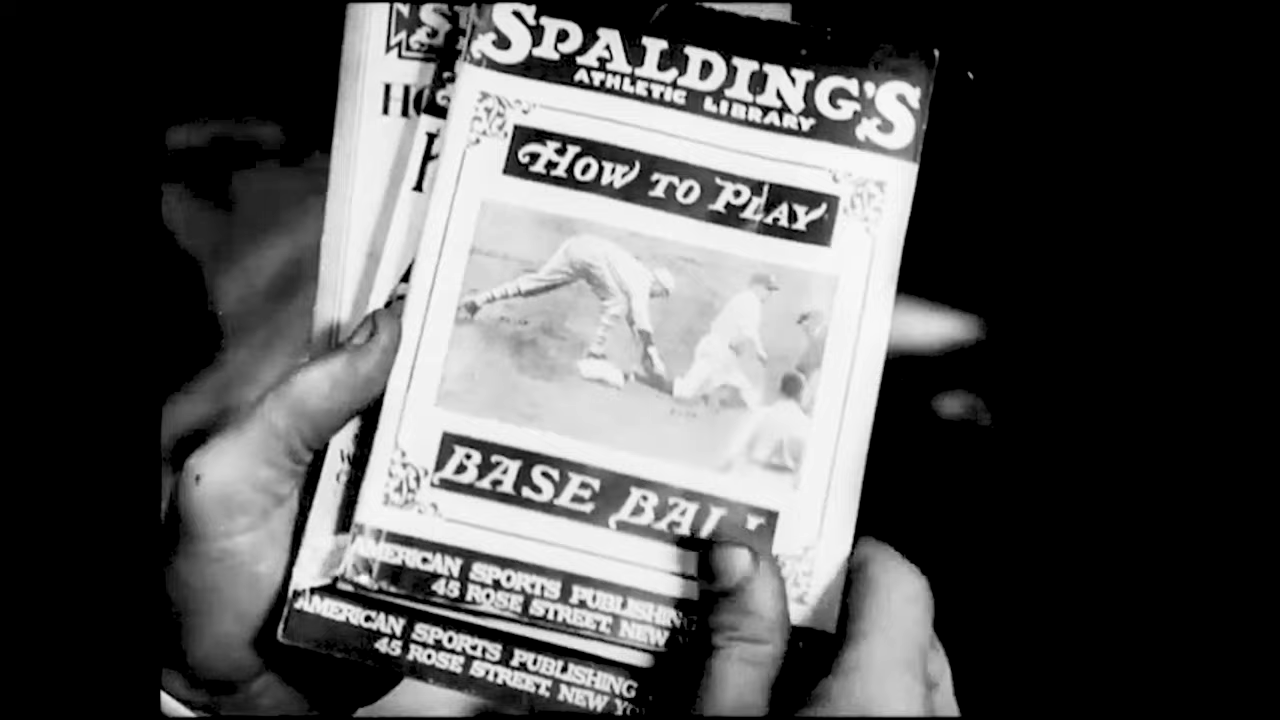 SPALDING'S
ATHLETIC LIBRARY
HOW TO PLAY
BASE BALL
AMERICAN SPORTS PUBLISHING
45 ROSE STREET, NEW
AMERICAN SPORTS PUBLISHING
45 ROSE STREET, NEW YO